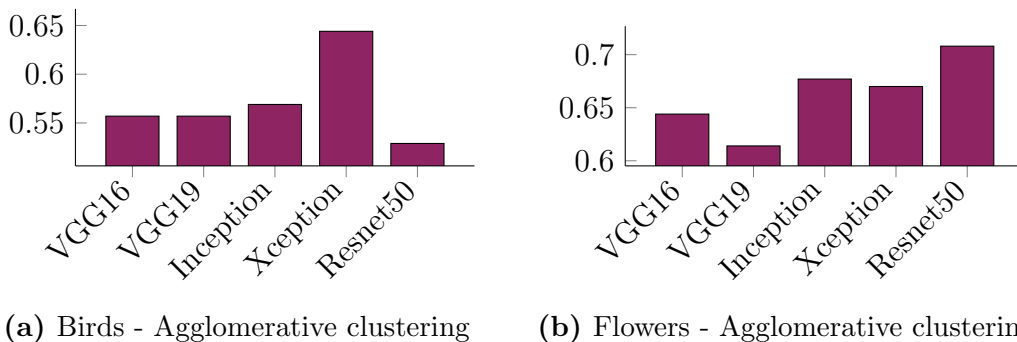 0.65
0.6
0.55
VGG16
VGG19
Inception
Xception
Resnet50
(a) Birds - Agglomerative clustering
0.7
0.65
0.6
VGG16
VGG19
Inception
Xception
Resnet50
(b) Flowers - Agglomerative clusterin